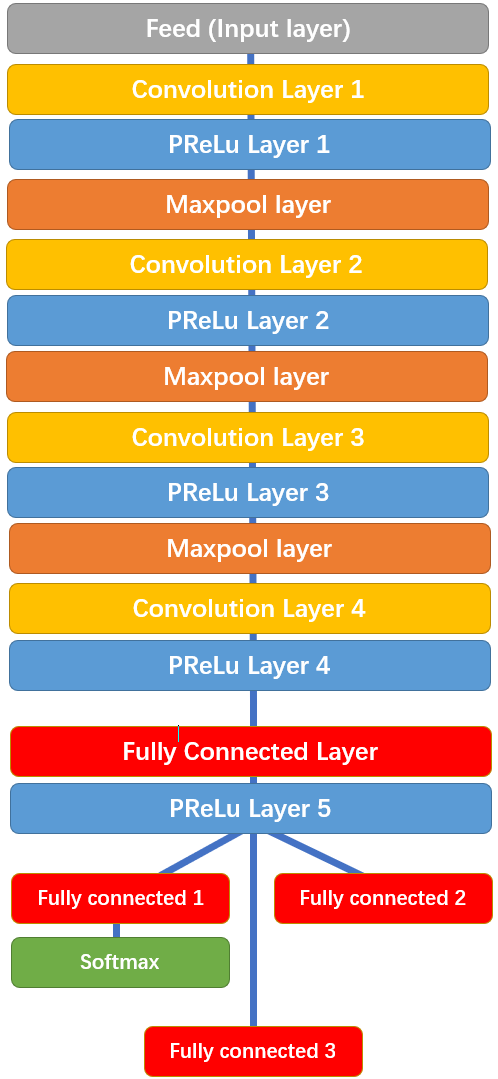 Feed (Input layer)
Convolution Layer 1
PReLu Layer 1
Maxpool layer
Convolution Layer 2
PReLu Layer 2
Maxpool layer
Convolution Layer 3
PReLu Layer 3
Maxpool layer
Convolution Layer 4
PReLu Layer 4
Fully Connected Layer
PReLu Layer 5
Fully connected 1
Fully connected 2
Softmax
Fully connected 3